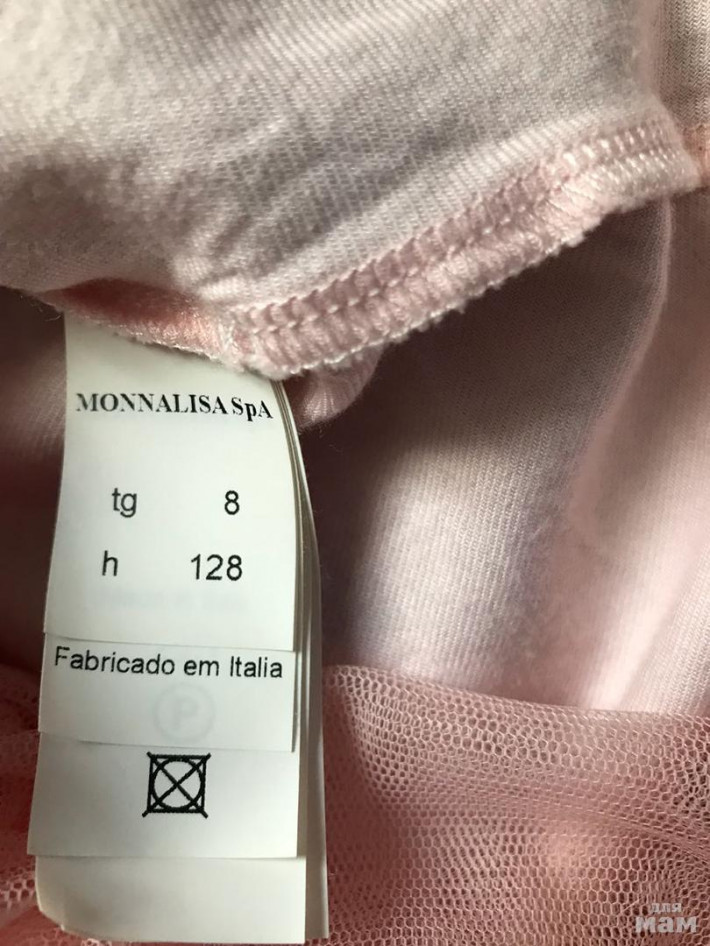 MONNALISA SpA
tg 8
h 128
Fabricado em Italia
P
для
мам